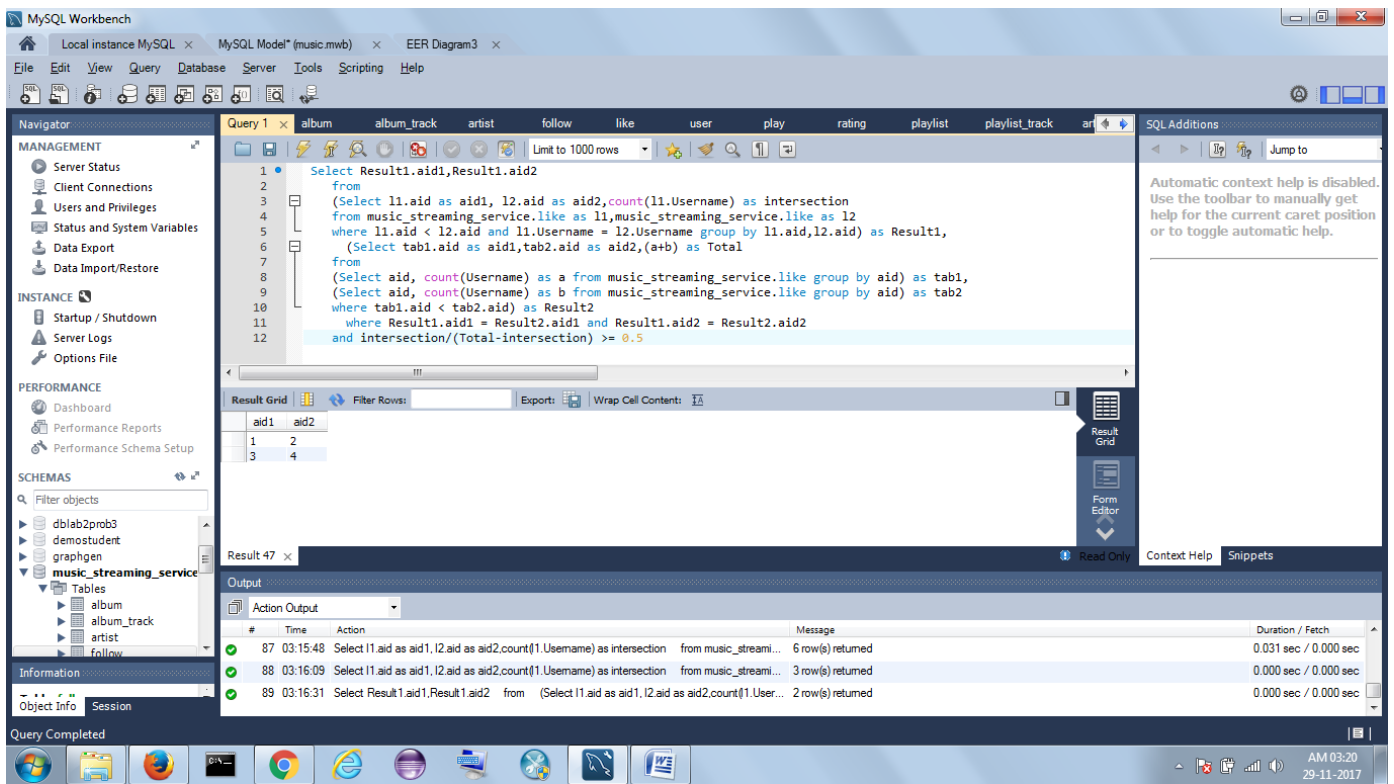 MySQL Workbench
Local instance MySQL × MySQL Model* (music.mwb) × EER Diagram3 ×
File Edit View Query Database Server Tools Scripting Help
Navigator
MANAGEMENT
Server Status
Client Connections
Users and Privileges
Status and System Variables
Data Export
Data Import/Restore
INSTANCE
Startup / Shutdown
Server Logs
Options File
PERFORMANCE
Dashboard
Performance Reports
Performance Schema Setup
SCHEMAS
Filter objects
dblab2prob3
demostudent
graphgen
music_streaming_service
Tables
album
album_track
artist
follow
Information
Object Info Session
Query Completed
Query 1 × album album_track artist follow like user play rating playlist playlist_track
Limit to 1000 rows
1 Select Result1.aid1,Result1.aid2
2 from
3 (Select l1.aid as aid1, l2.aid as aid2,count(l1.Username) as intersection
4 from music_streaming_service.like as l1,music_streaming_service.like as l2
5 where l1.aid < l2.aid and l1.Username = l2.Username group by l1.aid,l2.aid) as Result1,
6 (Select tab1.aid as aid1,tab2.aid as aid2,(a+b) as Total
7 from
8 (Select aid, count(Username) as a from music_streaming_service.like group by aid) as tab1,
9 (Select aid, count(Username) as b from music_streaming_service.like group by aid) as tab2
10 where tab1.aid < tab2.aid) as Result2
11 where Result1.aid1 = Result2.aid1 and Result1.aid2 = Result2.aid2
12 and intersection/(Total-intersection) >= 0.5
Result Grid Filter Rows: Export: Wrap Cell Content:
aid1 aid2
1 2
3 4
Result Grid
Form Editor
Result 47 × Read Only
Output
Action Output
# Time Action Message Duration / Fetch
87 03:15:48 Select l1.aid as aid1, l2.aid as aid2,count(l1.Username) as intersection from music_streami... 6 row(s) returned 0.031 sec / 0.000 sec
88 03:16:09 Select l1.aid as aid1, l2.aid as aid2,count(l1.Username) as intersection from music_streami... 3 row(s) returned 0.000 sec / 0.000 sec
89 03:16:31 Select Result1.aid1,Result1.aid2 from (Select l1.aid as aid1, l2.aid as aid2,count(l1.User... 2 row(s) returned 0.000 sec / 0.000 sec
SQL Additions
Jump to
Automatic context help is disabled.
Use the toolbar to manually get
help for the current caret position
or to toggle automatic help.
Context Help Snippets
AM 03:20
29-11-2017